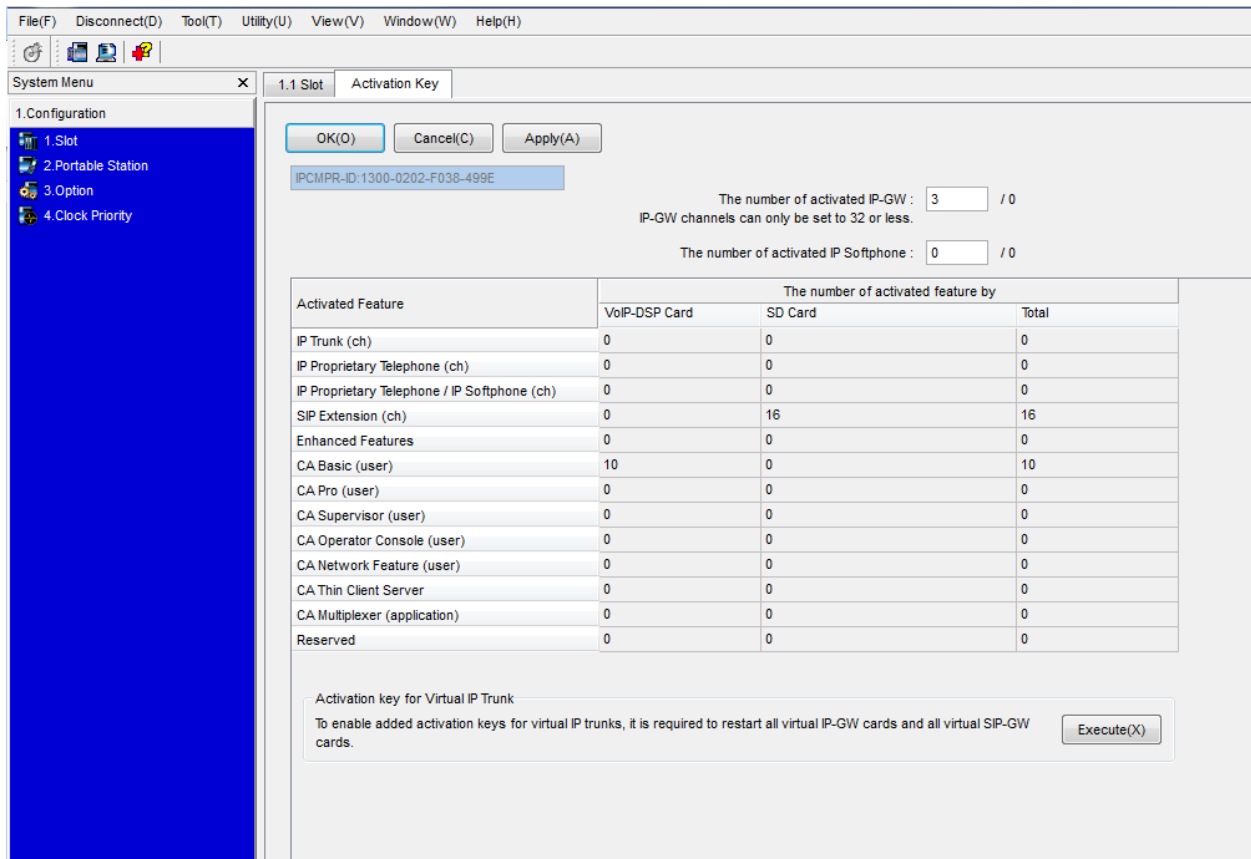 File(F) Disconnect(D) Tool(T) Utility(U) View(V) Window(W) Help(H)
System Menu X
1.1 Slot Activation Key
1.Configuration
1.Slot
2.Portable Station
3.Option
4.Clock Priority
OK(O) Cancel(C) Apply(A)
IPCMPR-ID:1300-0202-F038-499E
The number of activated IP-GW : 3 / 0
IP-GW channels can only be set to 32 or less.
The number of activated IP Softphone : 0 / 0
Activated Feature The number of activated feature by
VoIP-DSP Card SD Card Total
IP Trunk (ch) 0 0 0
IP Proprietary Telephone (ch) 0 0 0
IP Proprietary Telephone / IP Softphone (ch) 0 0 0
SIP Extension (ch) 0 16 16
Enhanced Features 0 0 0
CA Basic (user) 10 0 10
CA Pro (user) 0 0 0
CA Supervisor (user) 0 0 0
CA Operator Console (user) 0 0 0
CA Network Feature (user) 0 0 0
CA Thin Client Server 0 0 0
CA Multiplexer (application) 0 0 0
Reserved 0 0 0
Activation key for Virtual IP Trunk
To enable added activation keys for virtual IP trunks, it is required to restart all virtual IP-GW cards and all virtual SIP-GW
cards.
Execute(X)